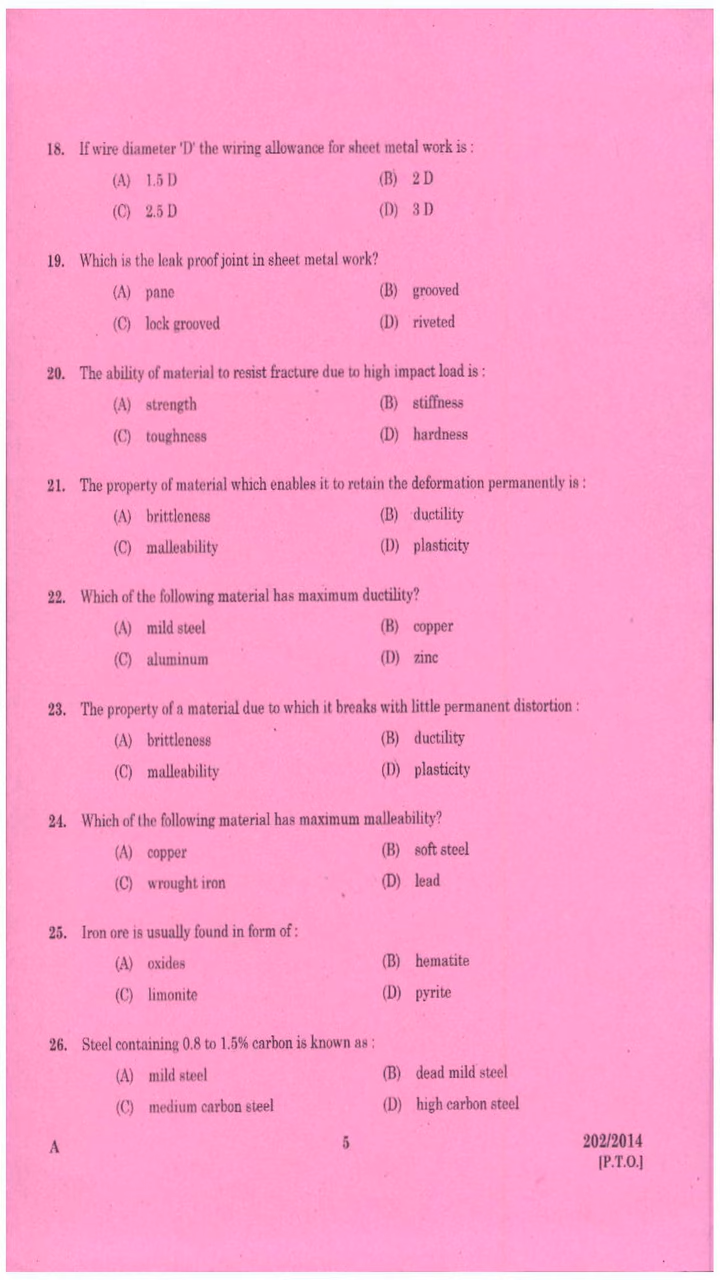 18. If wire diameter 'D' the wiring allowance for sheet metal work is :
(A) 1.5 D (B) 2 D
(C) 2.5 D (D) 3 D
19. Which is the leak proof joint in sheet metal work?
(A) pane (B) grooved
(C) lock grooved (D) riveted
20. The ability of material to resist fracture due to high impact load is :
(A) strength (B) stiffness
(C) toughness (D) hardness
21. The property of material which enables it to retain the deformation permanently is :
(A) brittleness (B) ductility
(C) malleability (D) plasticity
22. Which of the following material has maximum ductility?
(A) mild steel (B) copper
(C) aluminum (D) zinc
23. The property of a material due to which it breaks with little permanent distortion :
(A) brittleness (B) ductility
(C) malleability (D) plasticity
24. Which of the following material has maximum malleability?
(A) copper (B) soft steel
(C) wrought iron (D) lead
25. Iron ore is usually found in form of :
(A) oxides (B) hematite
(C) limonite (D) pyrite
26. Steel containing 0.8 to 1.5% carbon is known as :
(A) mild steel (B) dead mild steel
(C) medium carbon steel (D) high carbon steel
A 5 202/2014
[P.T.O.]